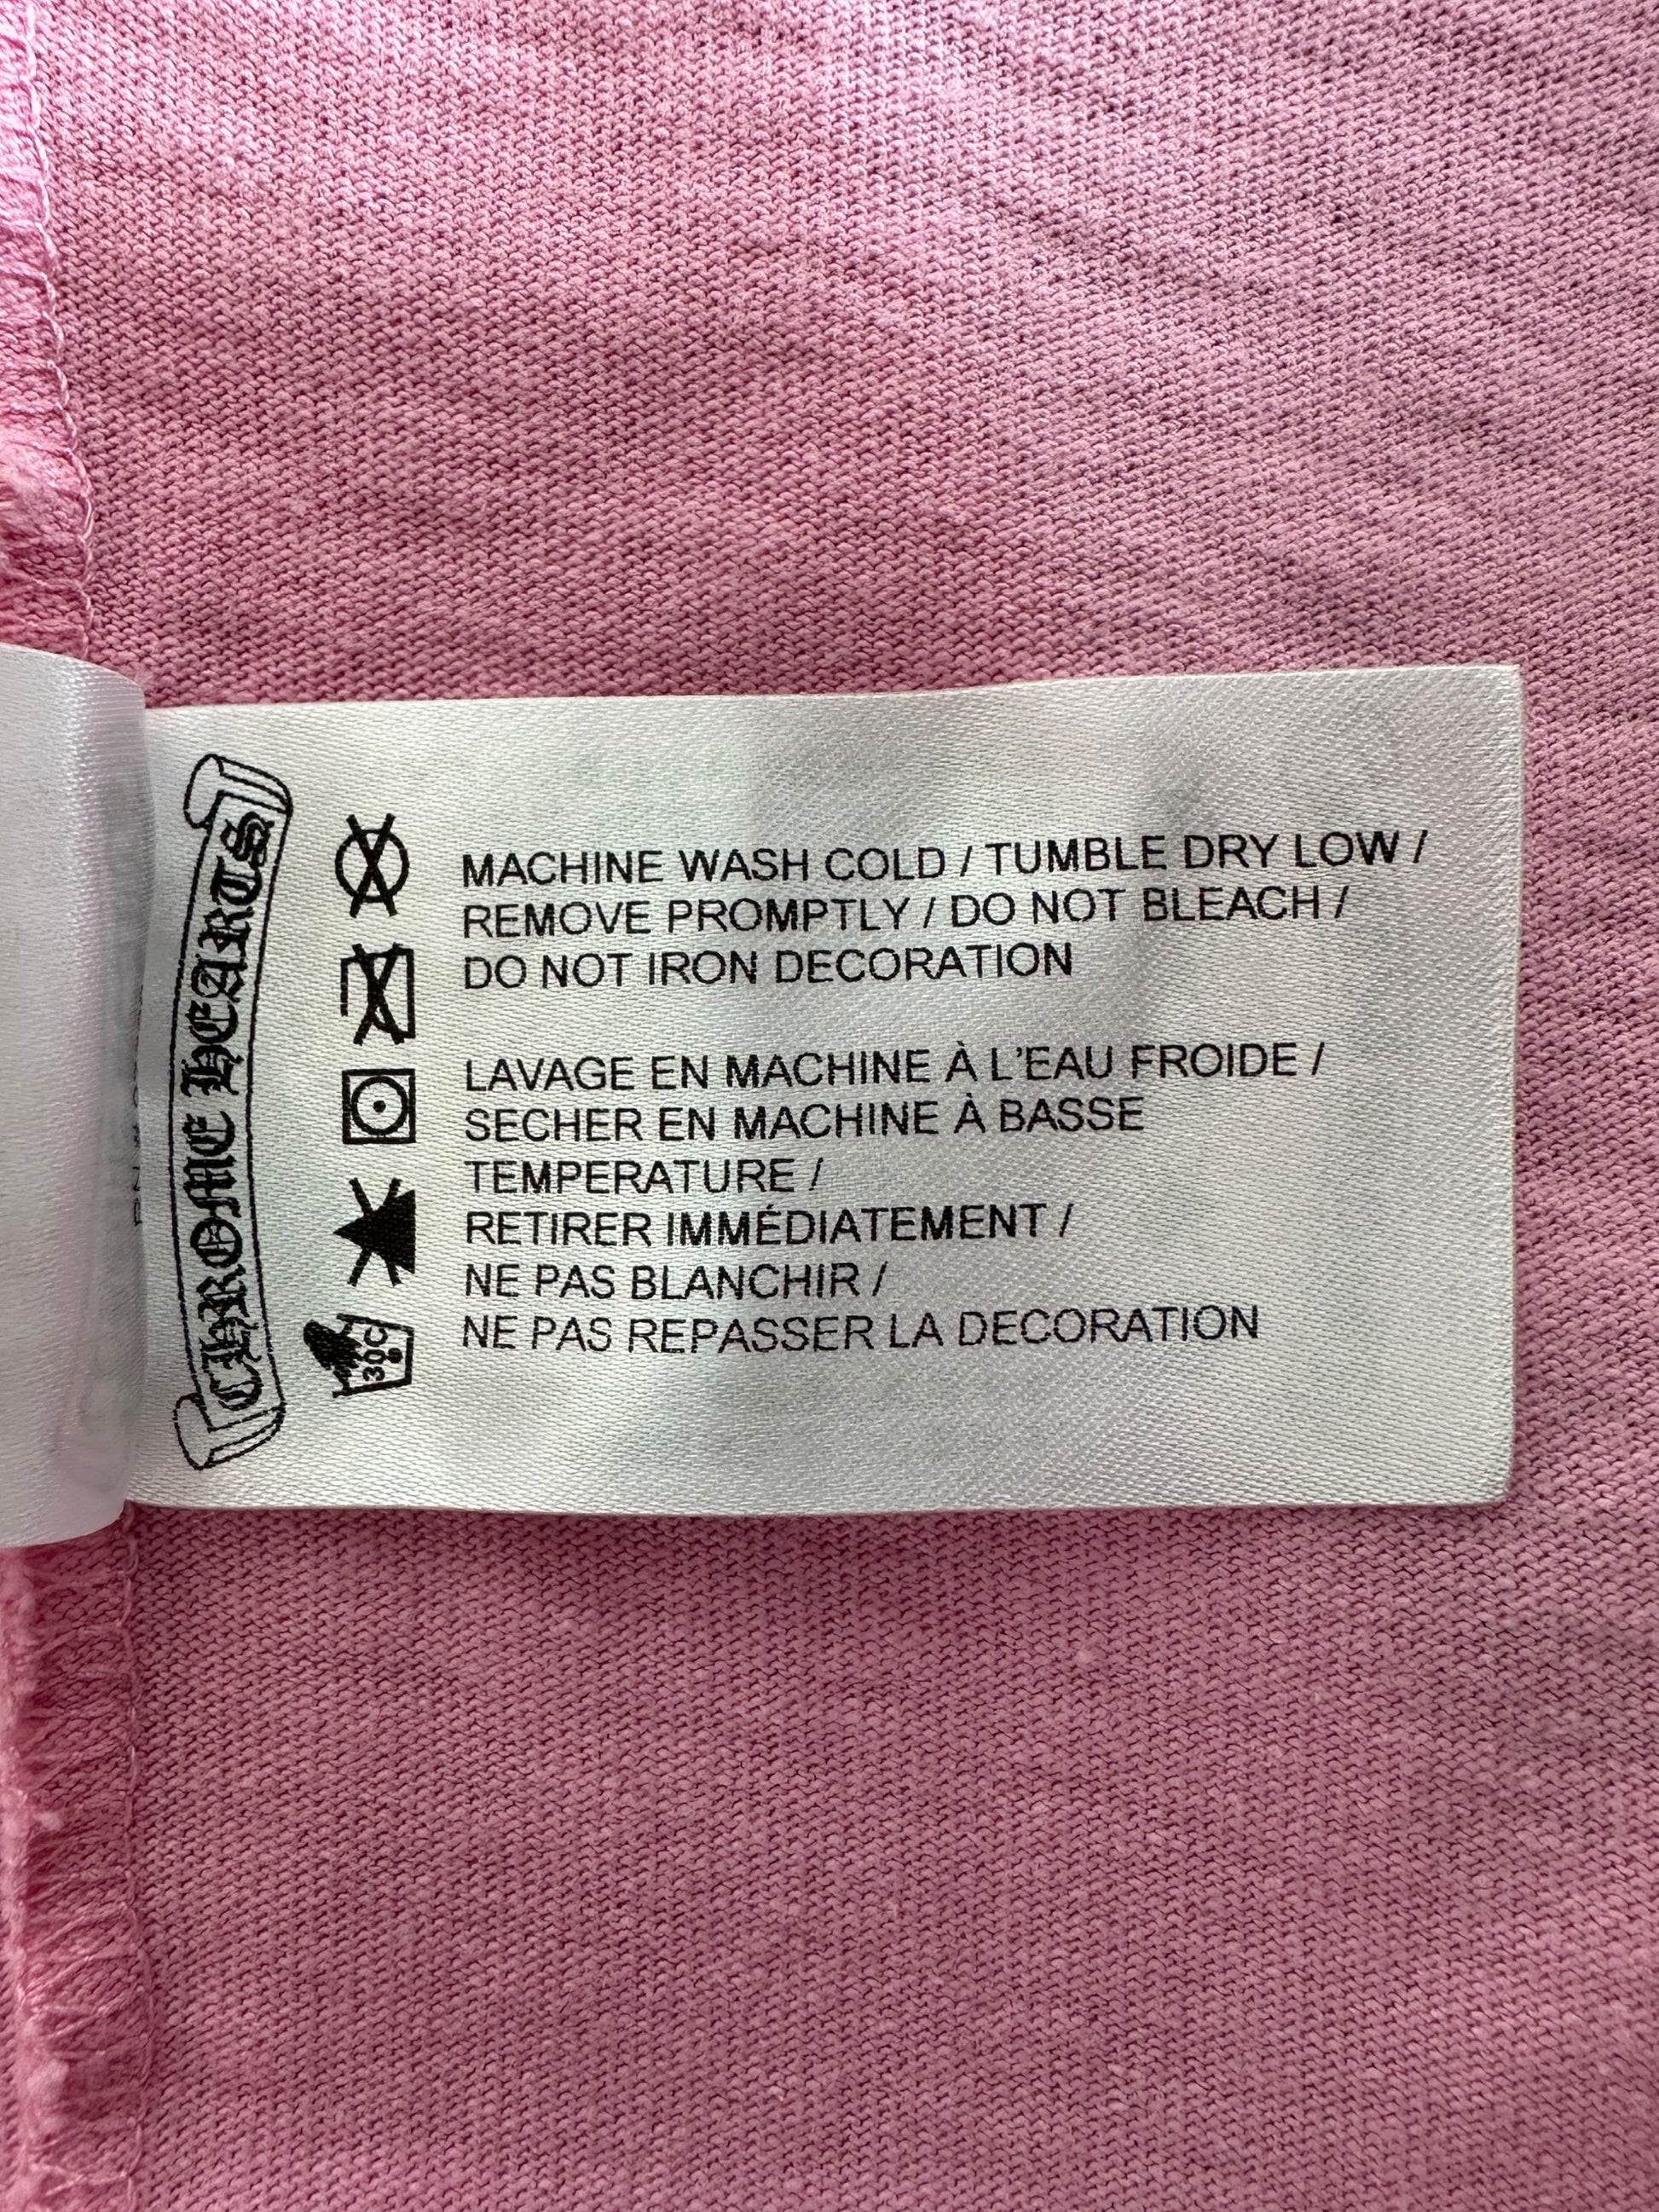 CHROME HEARTS
MACHINE WASH COLD / TUMBLE DRY LOW /
REMOVE PROMPTLY / DO NOT BLEACH /
DO NOT IRON DECORATION
LAVAGE EN MACHINE À L'EAU FROIDE /
SECHER EN MACHINE À BASSE
TEMPERATURE /
RETIRER IMMÉDIATEMENT /
NE PAS BLANCHIR /
NE PAS REPASSER LA DECORATION
30C